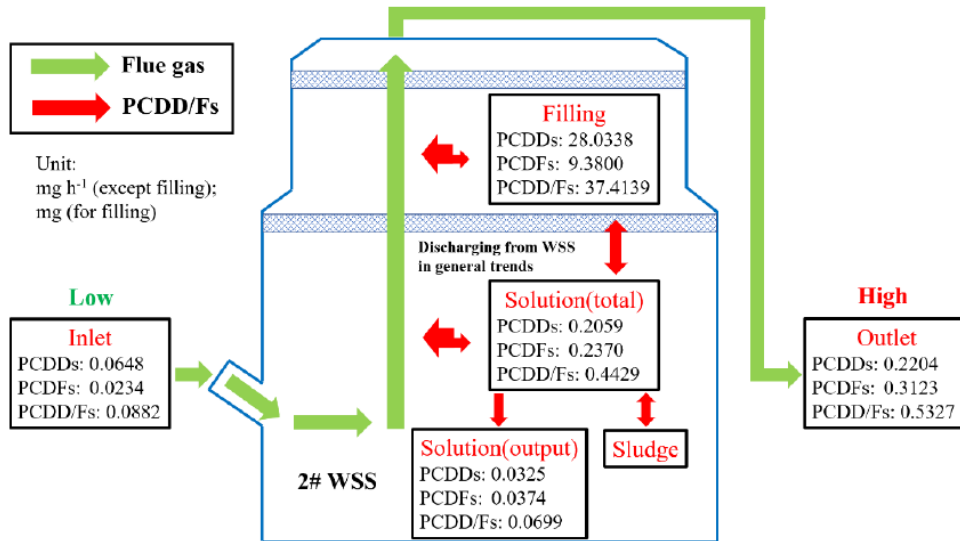 Flue gas
PCDD/Fs
Unit:
mg h⁻¹ (except filling);
mg (for filling)
Filling
PCDDs: 28.0338
PCDFs: 9.3800
PCDD/Fs: 37.4139
Discharging from WSS
in general trends
Low
Inlet
PCDDs: 0.0648
PCDFs: 0.0234
PCDD/Fs: 0.0882
Solution(total)
PCDDs: 0.2059
PCDFs: 0.2370
PCDD/Fs: 0.4429
High
Outlet
PCDDs: 0.2204
PCDFs: 0.3123
PCDD/Fs: 0.5327
2# WSS
Solution(output)
PCDDs: 0.0325
PCDFs: 0.0374
PCDD/Fs: 0.0699
Sludge